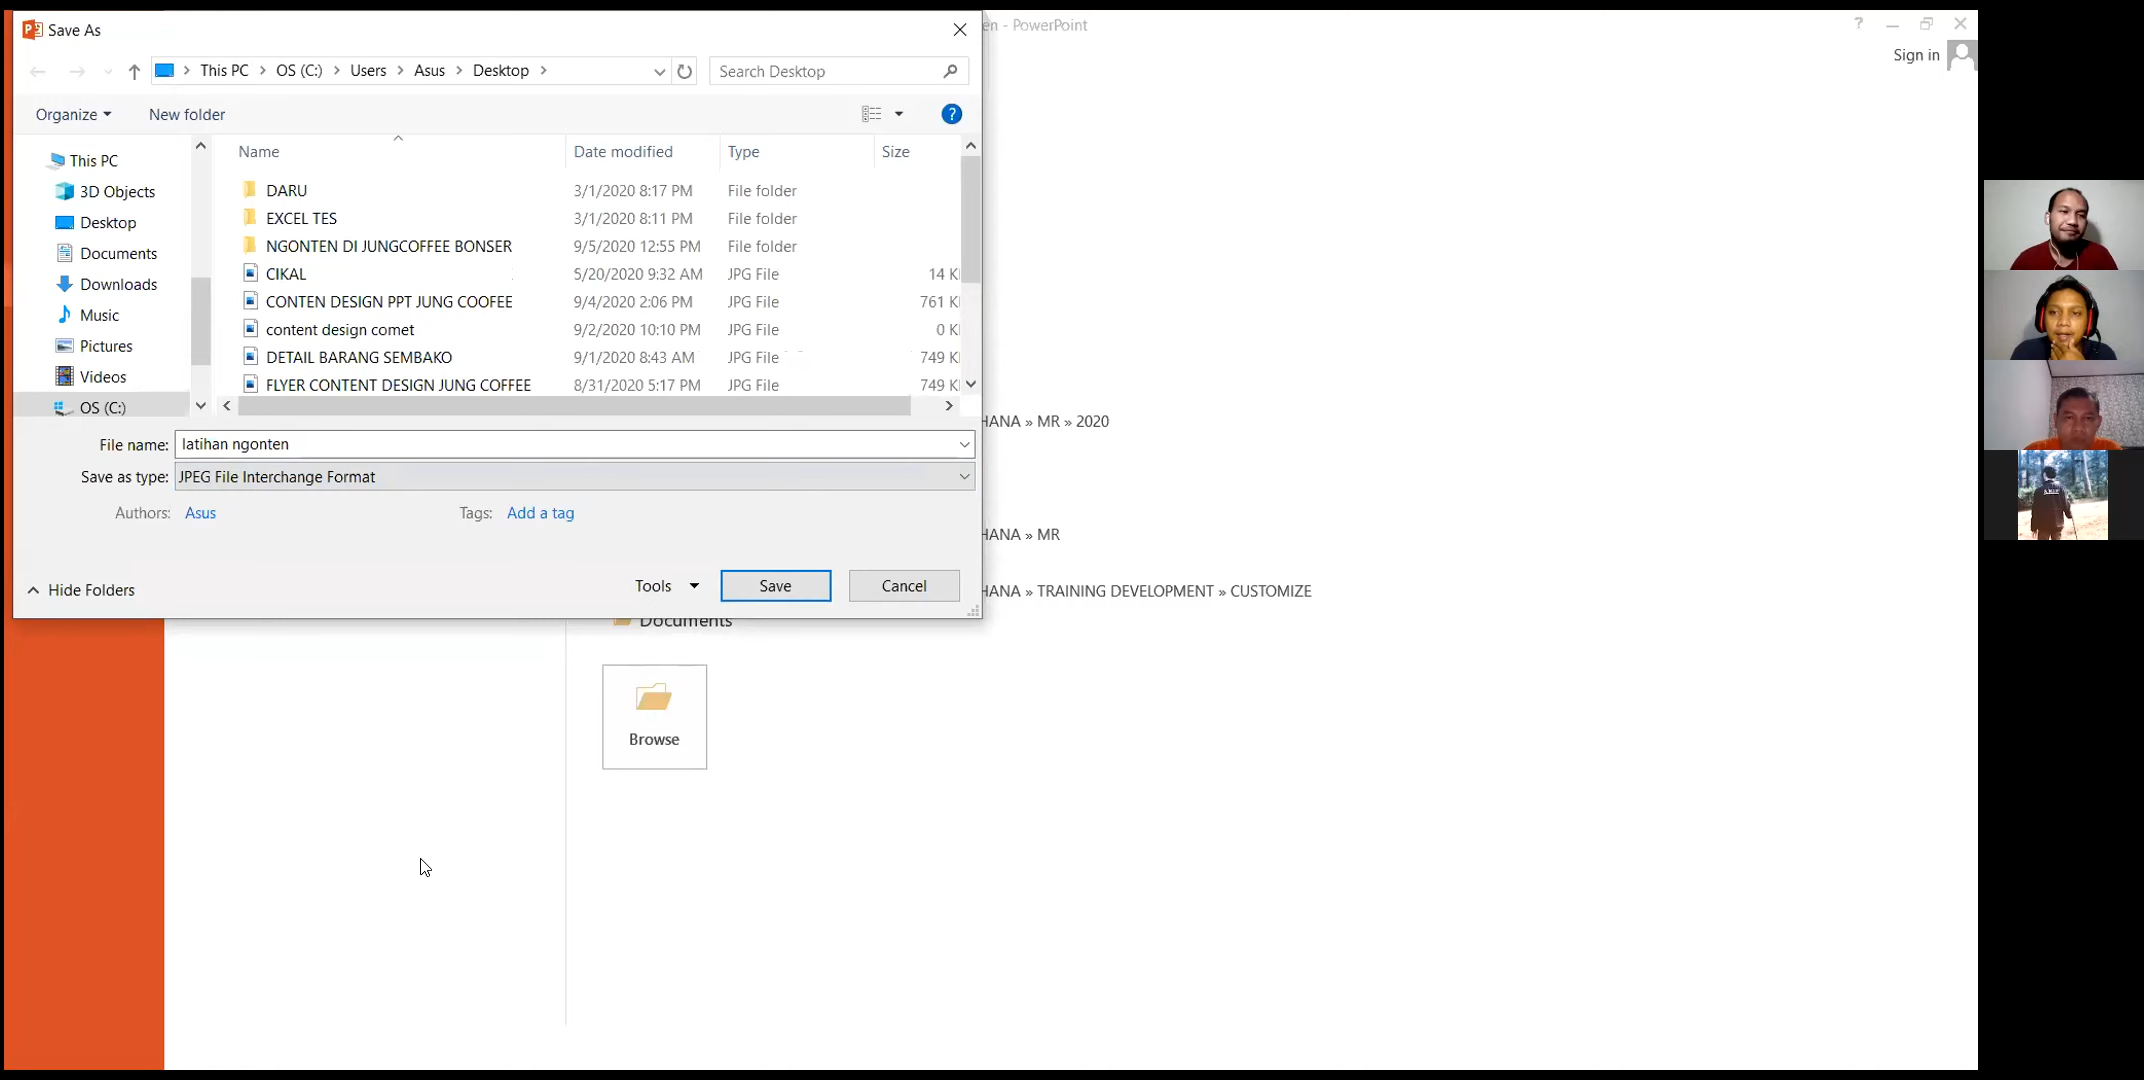 Save As
en - PowerPoint
?
Sign in
This PC
OS (C:)
Users
Asus
Desktop
Search Desktop
Organize
New folder
?
Name
Date modified
Type
Size
This PC
3D Objects
Desktop
Documents
Downloads
Music
Pictures
Videos
OS (C:)
DARU 3/1/2020 8:17 PM File folder
EXCEL TES 3/1/2020 8:11 PM File folder
NGONTEN DI JUNGCOFFEE BONSER 9/5/2020 12:55 PM File folder
CIKAL 5/20/2020 9:32 AM JPG File 14 K
CONTEN DESIGN PPT JUNG COOFEE 9/4/2020 2:06 PM JPG File 761 K
content design comet 9/2/2020 10:10 PM JPG File 0 K
DETAIL BARANG SEMBAKO 9/1/2020 8:43 AM JPG File 749 K
FLYER CONTENT DESIGN JUNG COFFEE 8/31/2020 5:17 PM JPG File 749 K
File name: latihan ngonten
Save as type: JPEG File Interchange Format
Authors: Asus
Tags: Add a tag
Hide Folders
Tools
Save
Cancel
HANA » MR » 2020
HANA » MR
HANA » TRAINING DEVELOPMENT » CUSTOMIZE
Documents
Browse